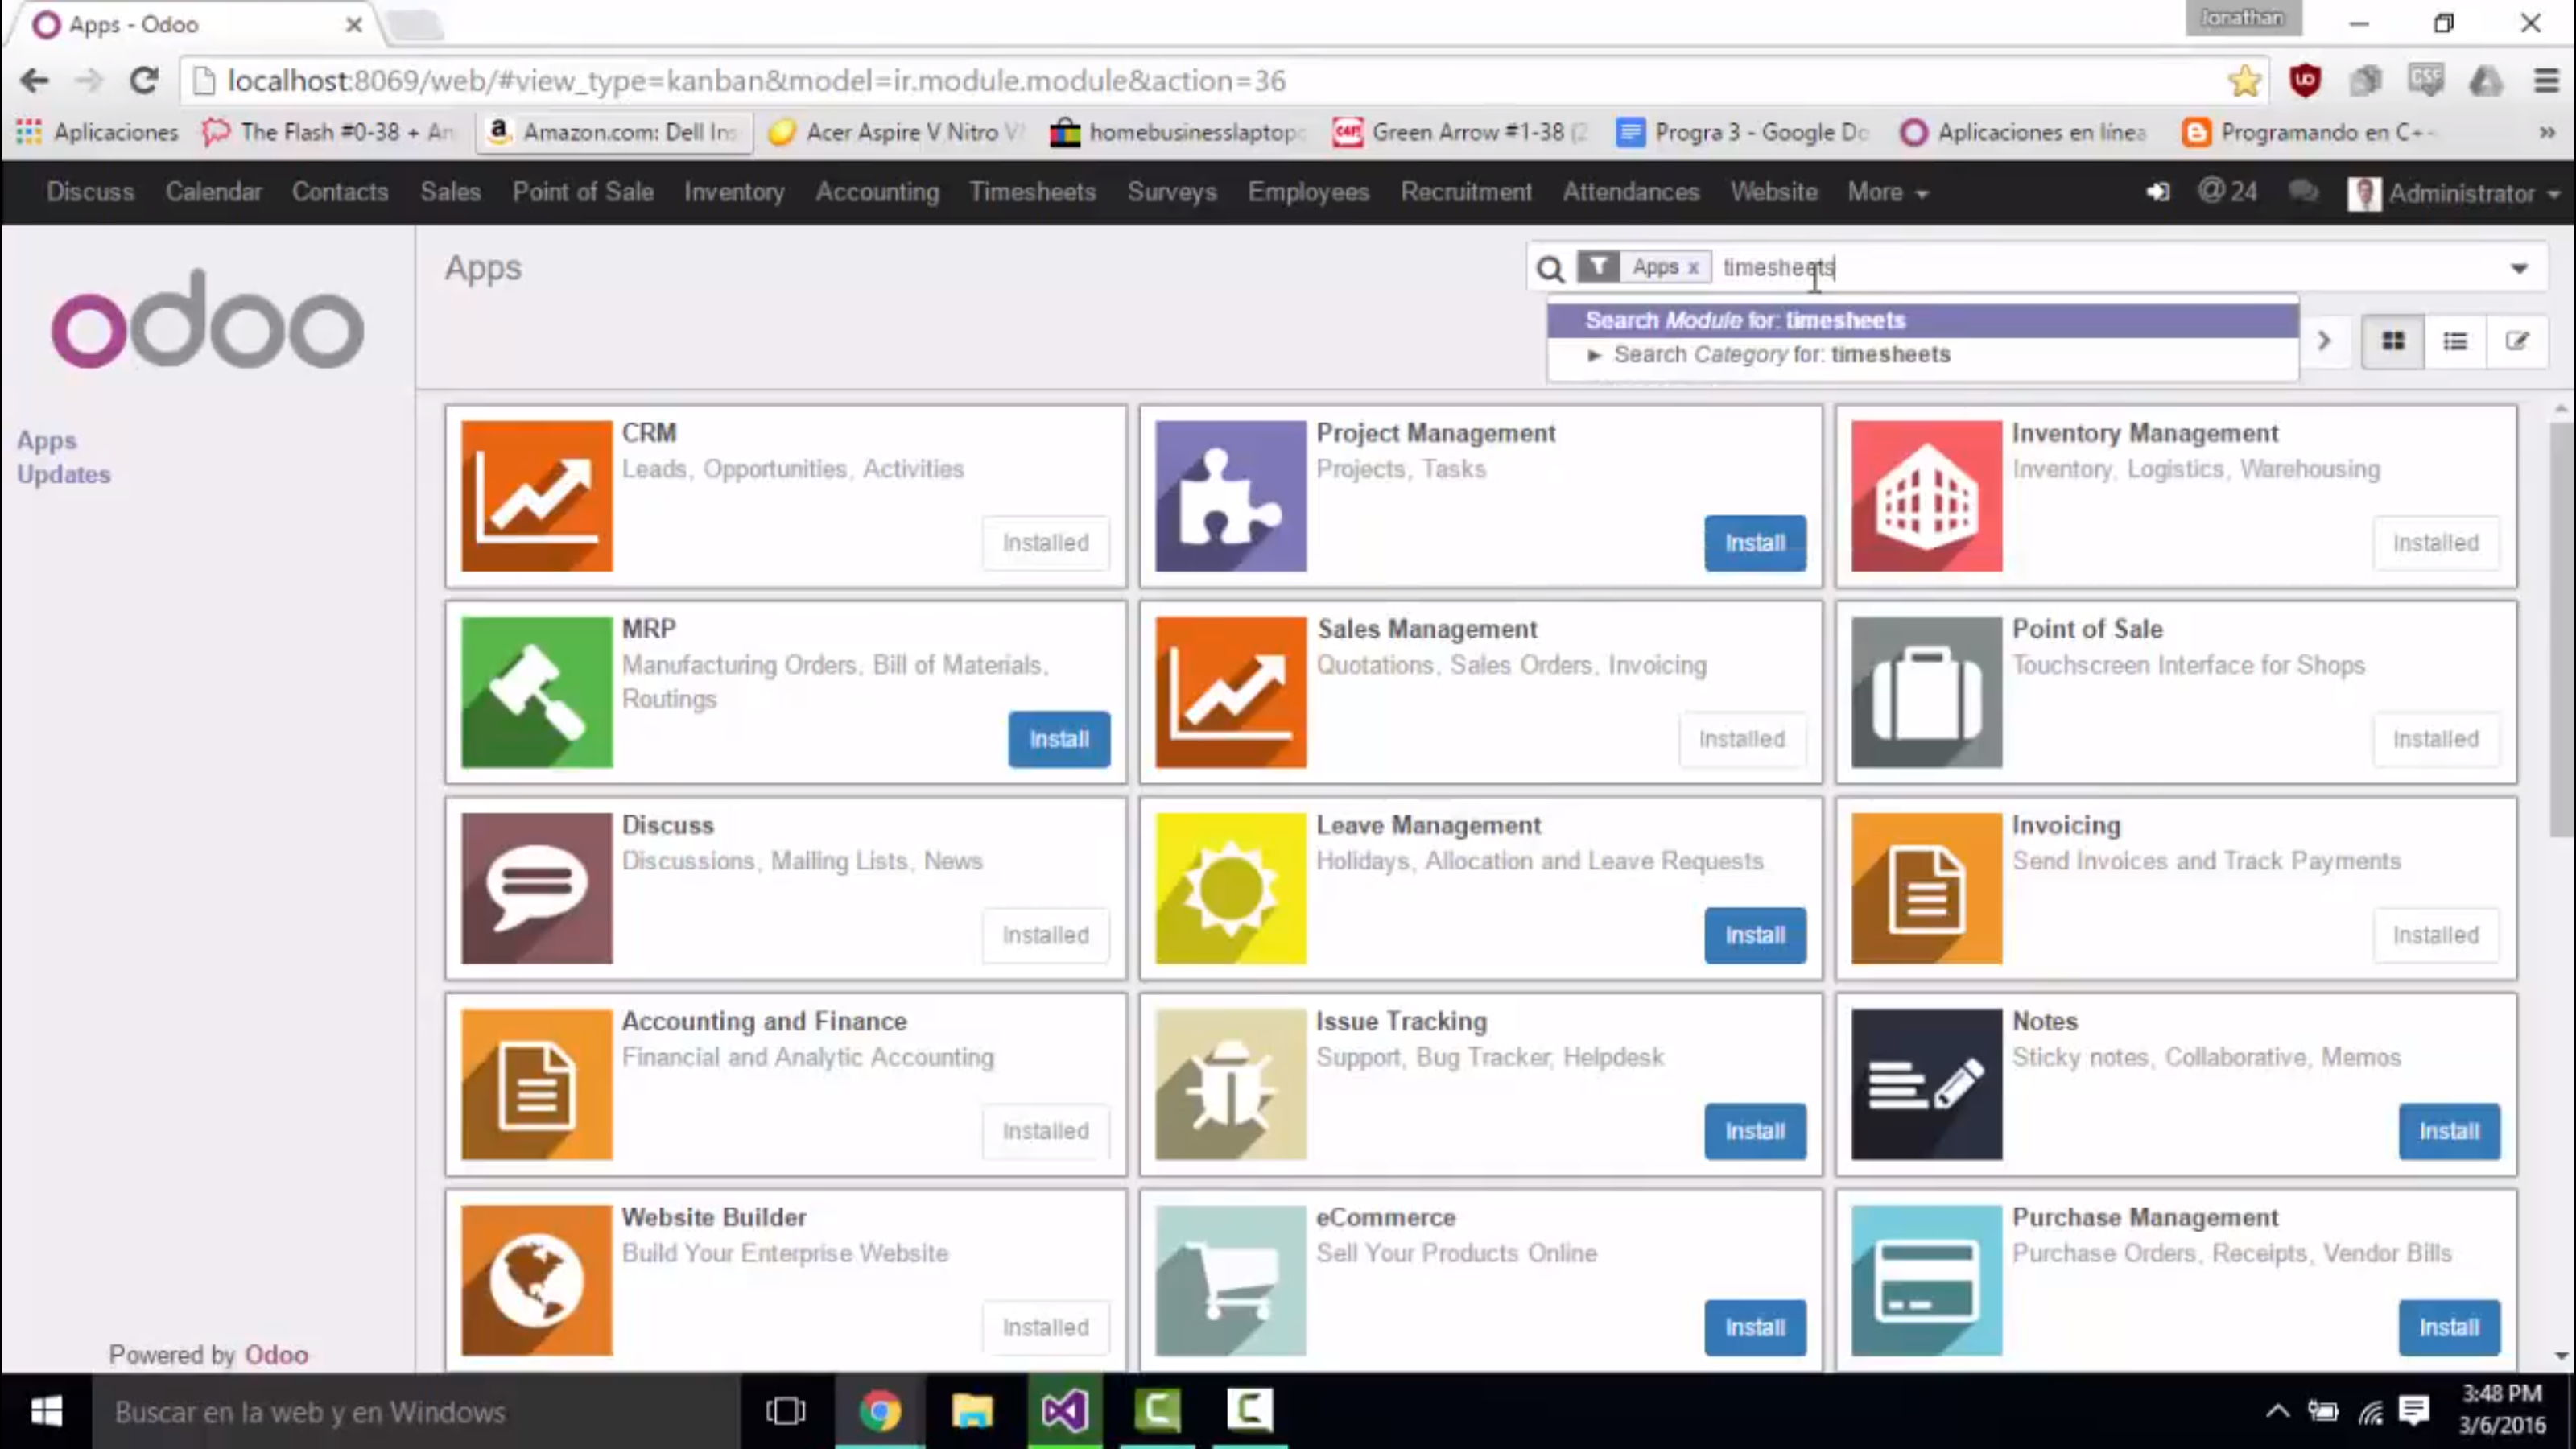 Apps - Odoo
Jonathan
localhost:8069/web/#view_type=kanban&model=ir.module.module&action=36
Aplicaciones
The Flash #0-38 + An
Amazon.com: Dell Ins
Acer Aspire V Nitro V
homebusinesslaptop
Green Arrow #1-38 (2
Progra 3 - Google Do
Aplicaciones en línea
Programando en C+
Discuss Calendar Contacts Sales Point of Sale Inventory Accounting Timesheets Surveys Employees Recruitment Attendances Website More @ 24 Administrator
odoo
Apps
Apps x timesheets
Search Module for: timesheets
Search Category for: timesheets
Apps
Updates
CRM
Leads, Opportunities, Activities
Installed
Project Management
Projects, Tasks
Install
Inventory Management
Inventory, Logistics, Warehousing
Installed
MRP
Manufacturing Orders, Bill of Materials,
Routings
Install
Sales Management
Quotations, Sales Orders, Invoicing
Installed
Point of Sale
Touchscreen Interface for Shops
Installed
Discuss
Discussions, Mailing Lists, News
Installed
Leave Management
Holidays, Allocation and Leave Requests
Install
Invoicing
Send Invoices and Track Payments
Installed
Accounting and Finance
Financial and Analytic Accounting
Installed
Issue Tracking
Support, Bug Tracker, Helpdesk
Install
Notes
Sticky notes, Collaborative, Memos
Install
Website Builder
Build Your Enterprise Website
Installed
eCommerce
Sell Your Products Online
Install
Purchase Management
Purchase Orders, Receipts, Vendor Bills
Install
Powered by Odoo
Buscar en la web y en Windows
3:48 PM
3/6/2016